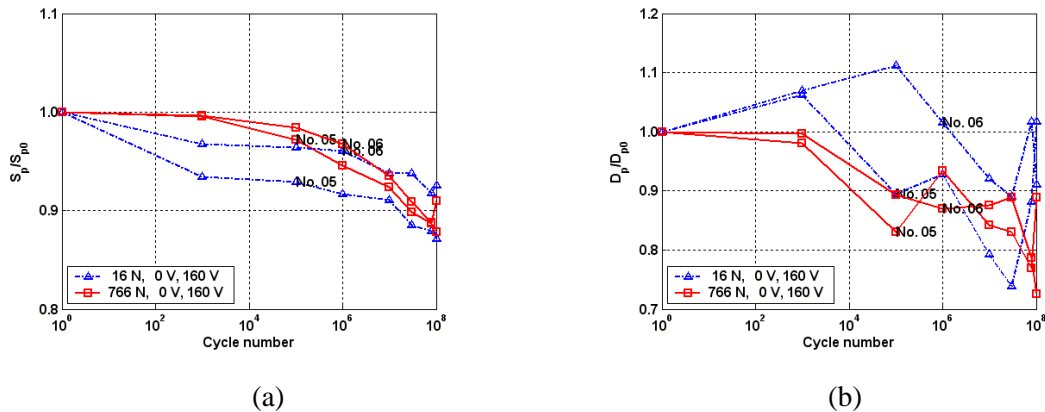 1.1
1.0
0.9
0.8
S_p/S_p0
No. 05
No. 06
No. 06
No. 05
16 N, 0 V, 160 V
766 N, 0 V, 160 V
10^0 10^2 10^4 10^6 10^8
Cycle number
(a)
1.2
1.1
1.0
0.9
0.8
0.7
D_p/D_p0
No. 06
No. 05
No. 06
No. 05
16 N, 0 V, 160 V
766 N, 0 V, 160 V
10^0 10^2 10^4 10^6 10^8
Cycle number
(b)